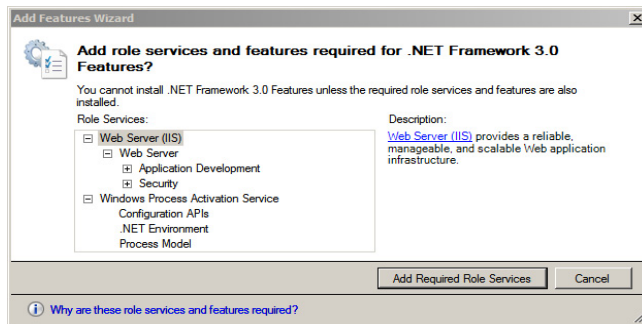 Add Features Wizard
Add role services and features required for .NET Framework 3.0
Features?
You cannot install .NET Framework 3.0 Features unless the required role services and features are also
installed.
Role Services:
Web Server (IIS)
Web Server
Application Development
Security
Windows Process Activation Service
Configuration APIs
.NET Environment
Process Model
Description:
Web Server (IIS) provides a reliable,
manageable, and scalable Web application
infrastructure.
Add Required Role Services
Cancel
Why are these role services and features required?